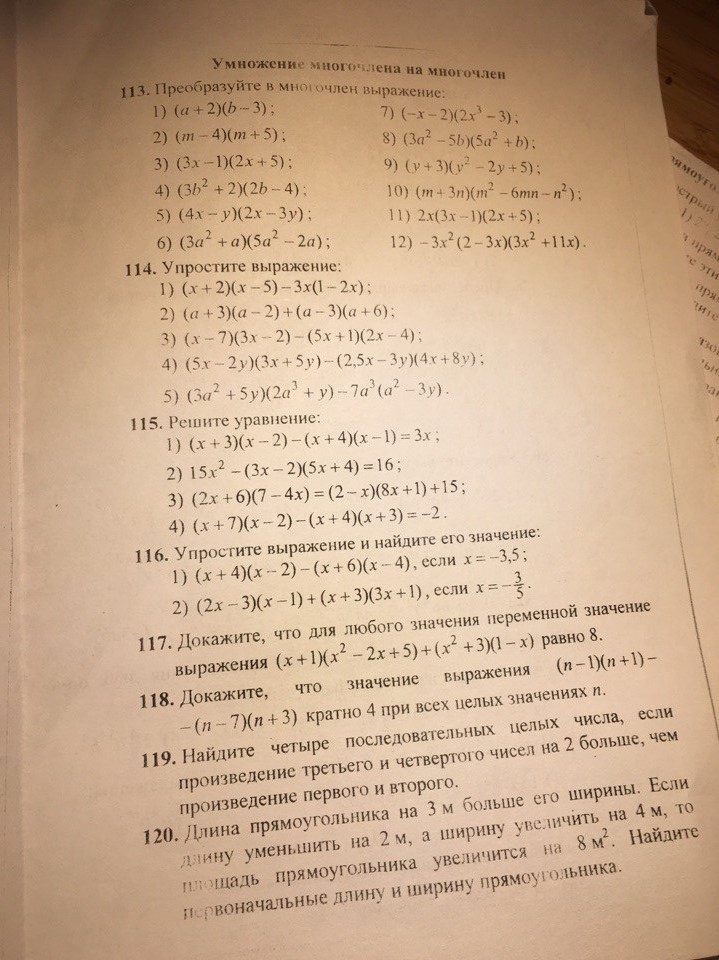 Умножение многочлена на многочлен
113. Преобразуйте в многочлен выражение:
1) (a + 2)(b − 3);
2) (m − 4)(m + 5);
3) (3x − 1)(2x + 5);
4) (3b² + 2)(2b − 4);
5) (4x − y)(2x − 3y);
6) (3a² + a)(5a² − 2a);
7) (−x − 2)(2x³ − 3);
8) (3a² − 5b)(5a² + b);
9) (y + 3)(y² − 2y + 5);
10) (m + 3n)(m² − 6mn − n²);
11) 2x(3x − 1)(2x + 5);
12) −3x²(2 − 3x)(3x² + 11x).
114. Упростите выражение:
1) (x + 2)(x − 5) − 3x(1 − 2x);
2) (a + 3)(a − 2) + (a − 3)(a + 6);
3) (x − 7)(3x − 2) − (5x + 1)(2x − 4);
4) (5x − 2y)(3x + 5y) − (2,5x − 3y)(4x + 8y);
5) (3a² + 5y)(2a³ + y) − 7a³(a² − 3y).
115. Решите уравнение:
1) (x + 3)(x − 2) − (x + 4)(x − 1) = 3x;
2) 15x² − (3x − 2)(5x + 4) = 16;
3) (2x + 6)(7 − 4x) = (2 − x)(8x + 1) + 15;
4) (x + 7)(x − 2) − (x + 4)(x + 3) = −2.
116. Упростите выражение и найдите его значение:
1) (x + 4)(x − 2) − (x + 6)(x − 4), если x = −3,5;
2) (2x − 3)(x − 1) + (x + 3)(3x + 1), если x = −3/5.
117. Докажите, что для любого значения переменной значение
выражения (x + 1)(x² − 2x + 5) + (x² + 3)(1 − x) равно 8.
118. Докажите, что значение выражения (n − 1)(n + 1) −
− (n − 7)(n + 3) кратно 4 при всех целых значениях n.
119. Найдите четыре последовательных целых числа, если
произведение третьего и четвертого чисел на 2 больше, чем
произведение первого и второго.
120. Длина прямоугольника на 3 м больше его ширины. Если
длину уменьшить на 2 м, а ширину увеличить на 4 м, то
площадь прямоугольника увеличится на 8 м². Найдите
первоначальные длину и ширину прямоугольника.